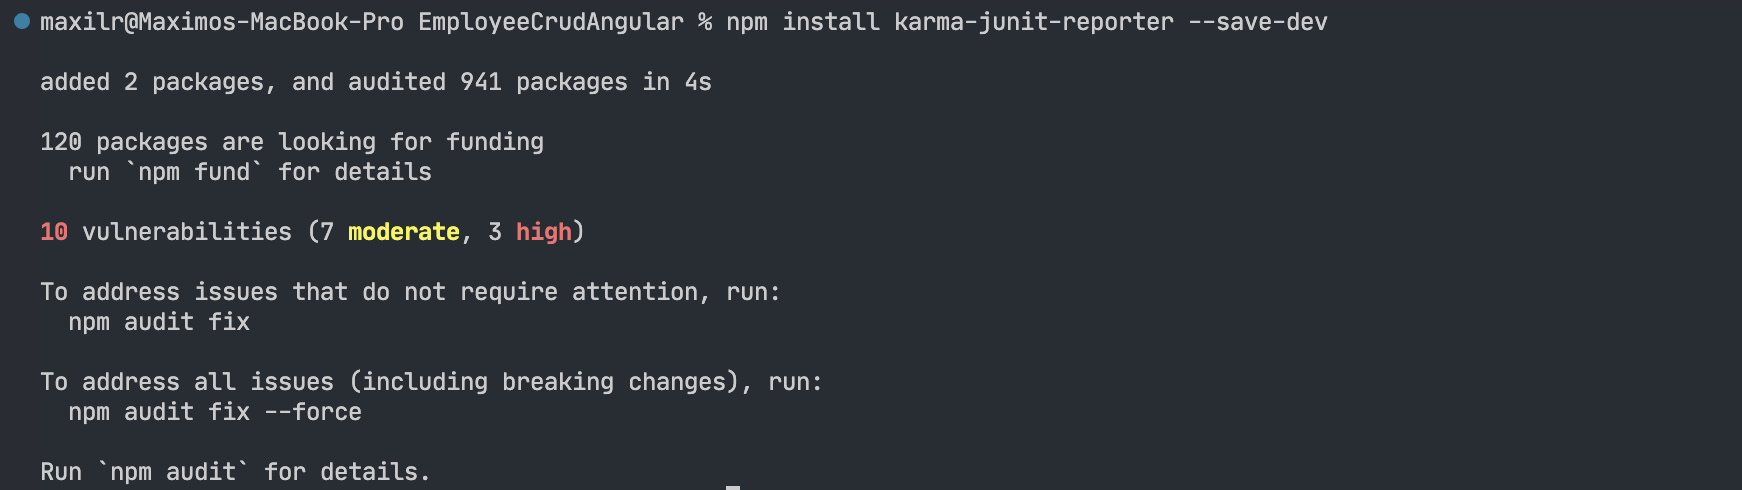 maxilr@Maximos-MacBook-Pro EmployeeCrudAngular % npm install karma-junit-reporter --save-dev
added 2 packages, and audited 941 packages in 4s
120 packages are looking for funding
run `npm fund` for details
10 vulnerabilities (7 moderate, 3 high)
To address issues that do not require attention, run:
npm audit fix
To address all issues (including breaking changes), run:
npm audit fix --force
Run `npm audit` for details.